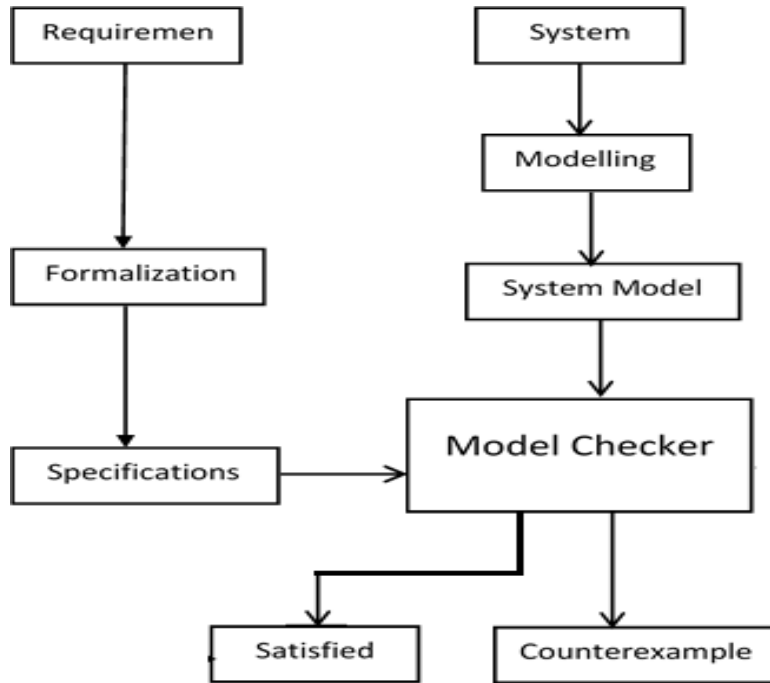 Requiremen
System
Modelling
Formalization
System Model
Model Checker
Specifications
Satisfied
Counterexample